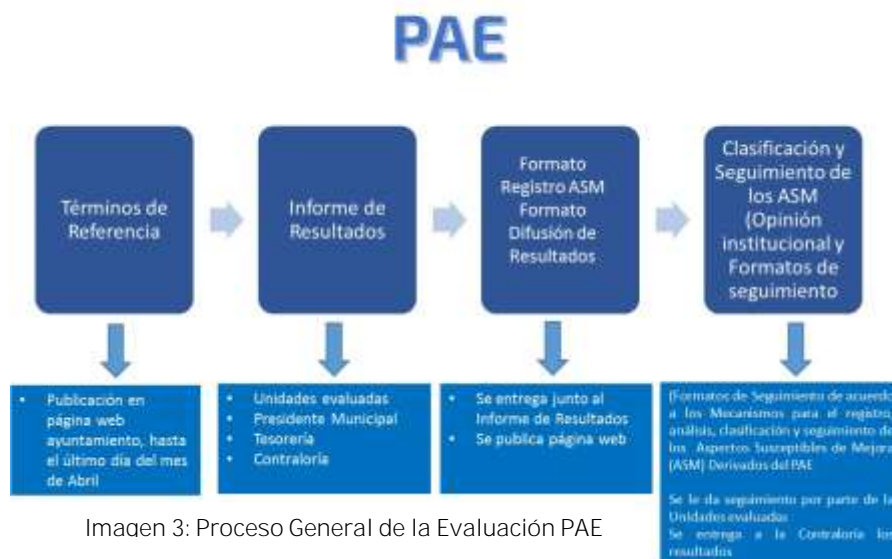 PAE
Términos de
Referencia
Informe de
Resultados
Formato
Registro ASM
Formato
Difusión de
Resultados
Clasificación y
Seguimiento de
los ASM
(Opinión
institucional y
Formatos de
seguimiento
• Publicación en
página web
ayuntamiento, hasta
el último día del mes
de Abril
• Unidades evaluadas
• Presidente Municipal
• Tesorería
• Contraloría
• Se entrega junto al
Informe de Resultados
• Se publica página web
(Formatos de Seguimiento de acuerdo
a los Mecanismos para el registro,
análisis, clasificación y seguimiento de
los Aspectos Susceptibles de Mejora
(ASM) Derivados del PAE
Se le da seguimiento por parte de la
Unidades evaluadas
Se entrega a la Contraloría los
resultados
Imagen 3: Proceso General de la Evaluación PAE